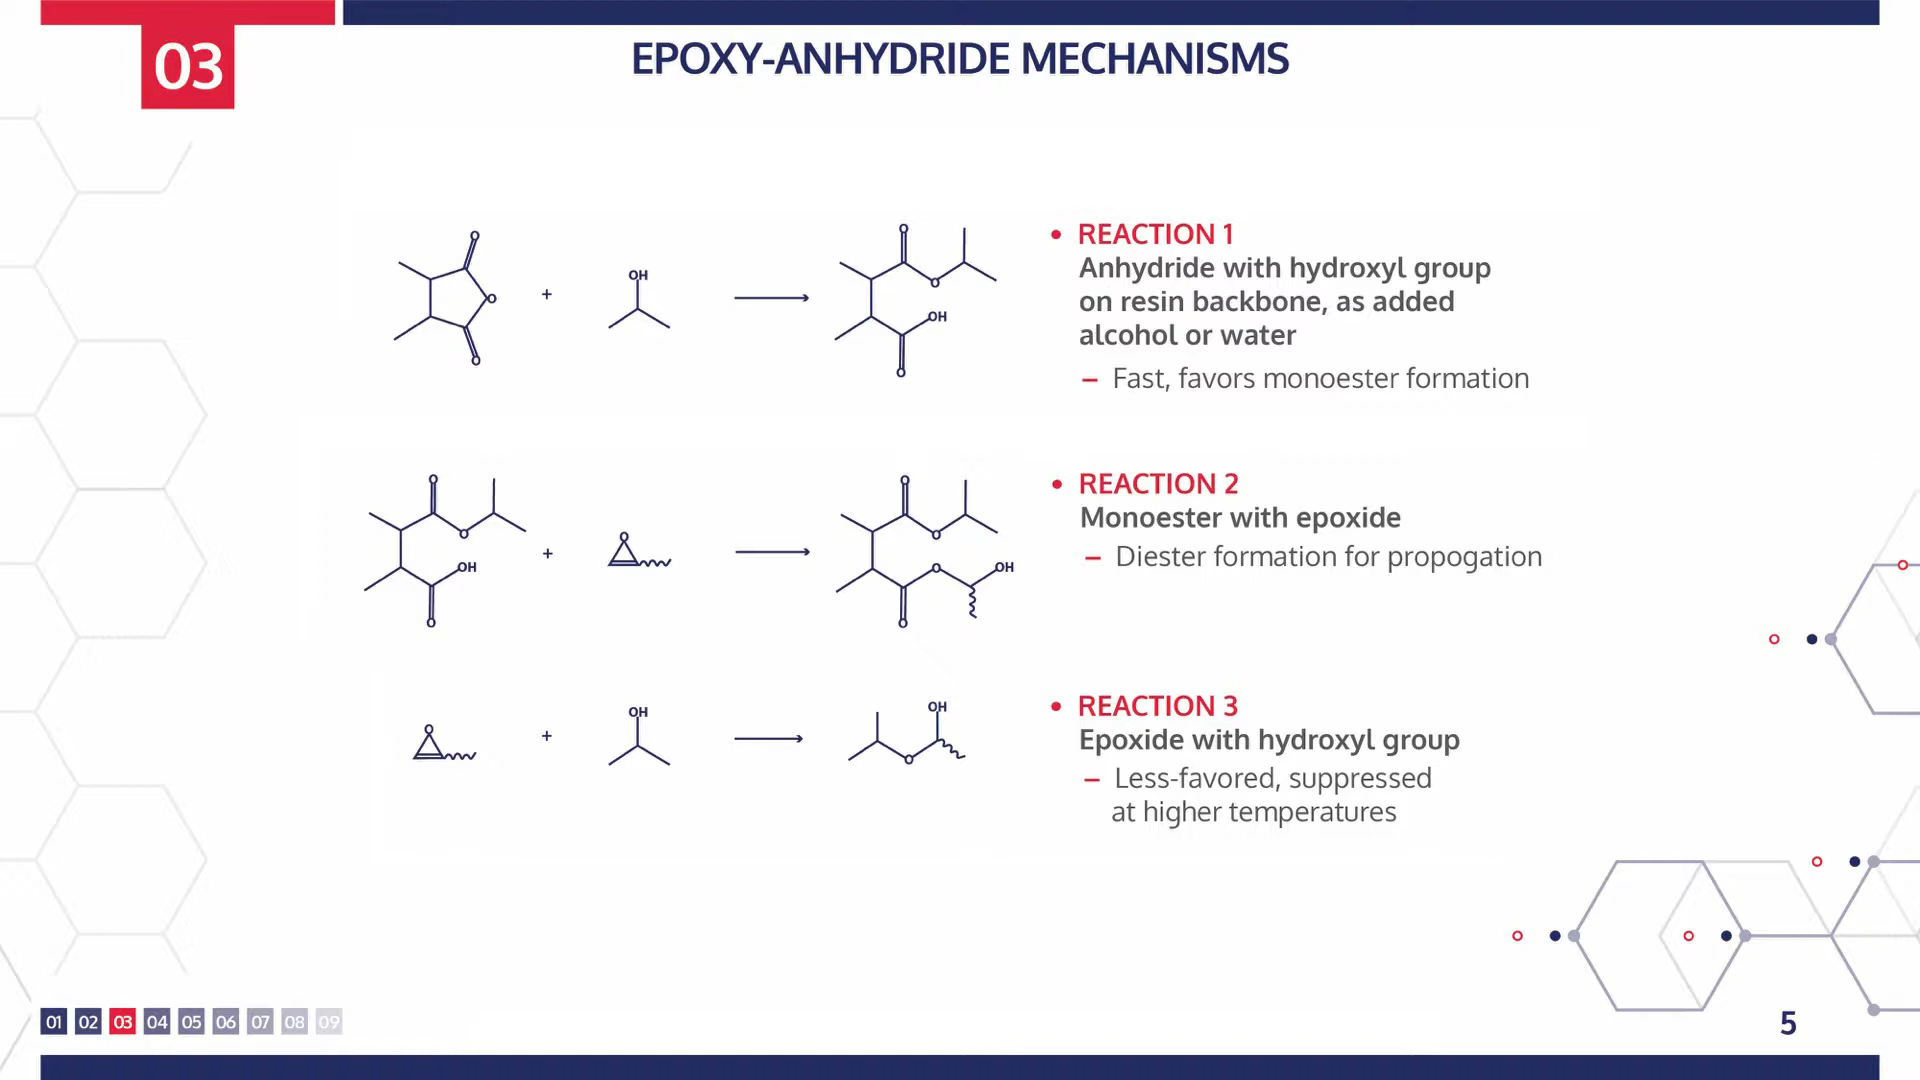 03
EPOXY-ANHYDRIDE MECHANISMS
O
O
O
+
OH
O
O
OH
O
• REACTION 1
Anhydride with hydroxyl group
on resin backbone, as added
alcohol or water
– Fast, favors monoester formation
O
O
OH
O
+
O
O
O
O
OH
O
• REACTION 2
Monoester with epoxide
– Diester formation for propogation
O
+
OH
OH
O
• REACTION 3
Epoxide with hydroxyl group
– Less-favored, suppressed
at higher temperatures
01 02 03 04 05 06 07 08 09
5